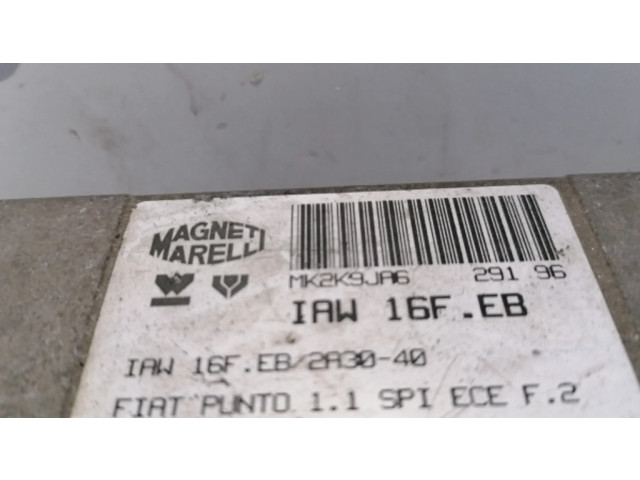 MAGNETI
MARELLI
MK2K9JA6 291 96
IAW 16F.EB
IAW 16F.EB/2A30-40
FIAT PUNTO 1.1 SPI ECE F.2